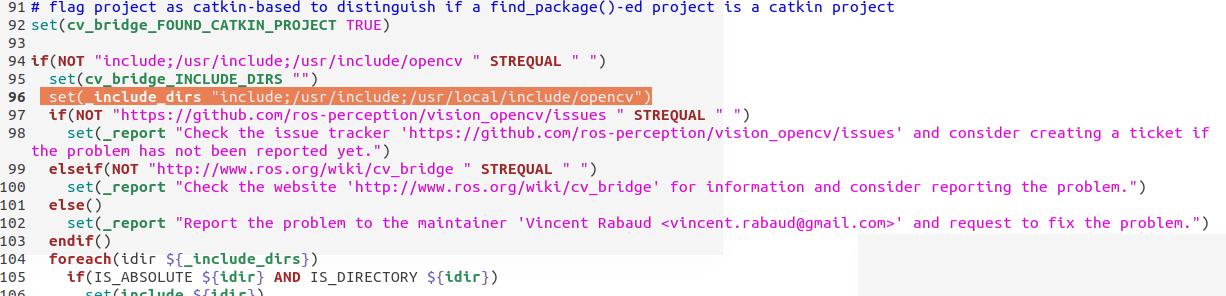 91 # flag project as catkin-based to distinguish if a find_package()-ed project is a catkin project
92 set(cv_bridge_FOUND_CATKIN_PROJECT TRUE)
93
94 if(NOT "include;/usr/include;/usr/include/opencv " STREQUAL " ")
95   set(cv_bridge_INCLUDE_DIRS "")
96   set(_include_dirs "include;/usr/include;/usr/local/include/opencv")
97   if(NOT "https://github.com/ros-perception/vision_opencv/issues " STREQUAL " ")
98     set(_report "Check the issue tracker 'https://github.com/ros-perception/vision_opencv/issues' and consider creating a ticket if
the problem has not been reported yet.")
99   elseif(NOT "http://www.ros.org/wiki/cv_bridge " STREQUAL " ")
100     set(_report "Check the website 'http://www.ros.org/wiki/cv_bridge' for information and consider reporting the problem.")
101   else()
102     set(_report "Report the problem to the maintainer 'Vincent Rabaud <vincent.rabaud@gmail.com>' and request to fix the problem.")
103   endif()
104   foreach(idir ${_include_dirs})
105     if(IS_ABSOLUTE ${idir} AND IS_DIRECTORY ${idir})
106       set(include ${idir})